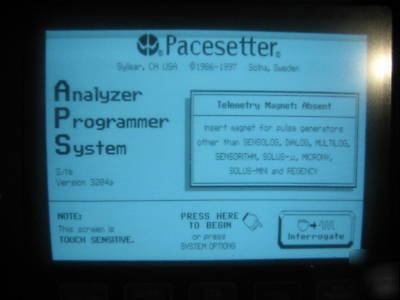 Pacesetter®
Sylmar, CA USA ©1986-1997 Solna, Sweden
Analyzer
Programmer
System
S/N
Version 3204a
Telemetry Magnet: Absent
Insert magnet for pulse generators
other than SENSOLOG, DIALOG, MULTILOG,
SENSORITHM, SOLUS-μ, MICRONY,
SOLUS-MINI and REGENCY
NOTE:
This screen is
TOUCH SENSITIVE.
PRESS HERE
TO BEGIN
or press
SYSTEM OPTIONS
Interrogate